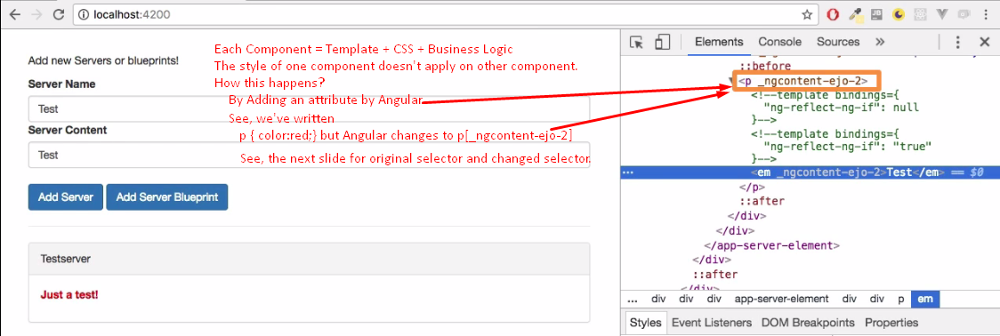 localhost:4200
Elements Console Sources »
Add new Servers or blueprints!
Server Name
Test
Server Content
Test
Add Server Add Server Blueprint
Testserver
Just a test!
Each Component = Template + CSS + Business Logic
The style of one component doesn't apply on other component.
How this happens?
By Adding an attribute by Angular
See, we've written
p { color:red;} but Angular changes to p[_ngcontent-ejo-2]
See, the next slide for original selector and changed selector.
::before
<p _ngcontent-ejo-2>
<!--template bindings={
"ng-reflect-ng-if": null
}-->
<!--template bindings={
"ng-reflect-ng-if": "true"
}-->
… <em _ngcontent-ejo-2>Test</em> == $0
</p>
::after
</div>
</div>
</app-server-element>
</div>
::after
</div>
... div div div app-server-element div div p em
Styles Event Listeners DOM Breakpoints Properties